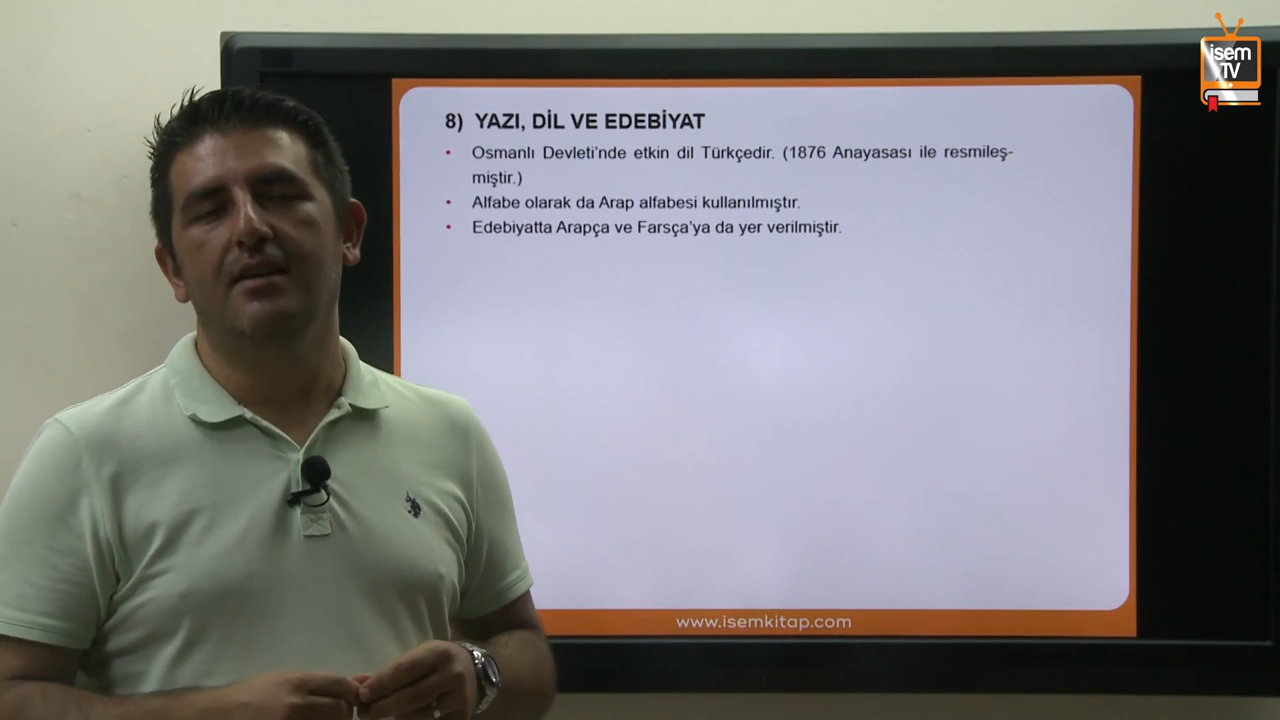 isem
TV
8) YAZI, DİL VE EDEBİYAT
• Osmanlı Devleti'nde etkin dil Türkçedir. (1876 Anayasası ile resmileş-
miştir.)
• Alfabe olarak da Arap alfabesi kullanılmıştır.
• Edebiyatta Arapça ve Farsça'ya da yer verilmiştir.
www.isemkitap.com